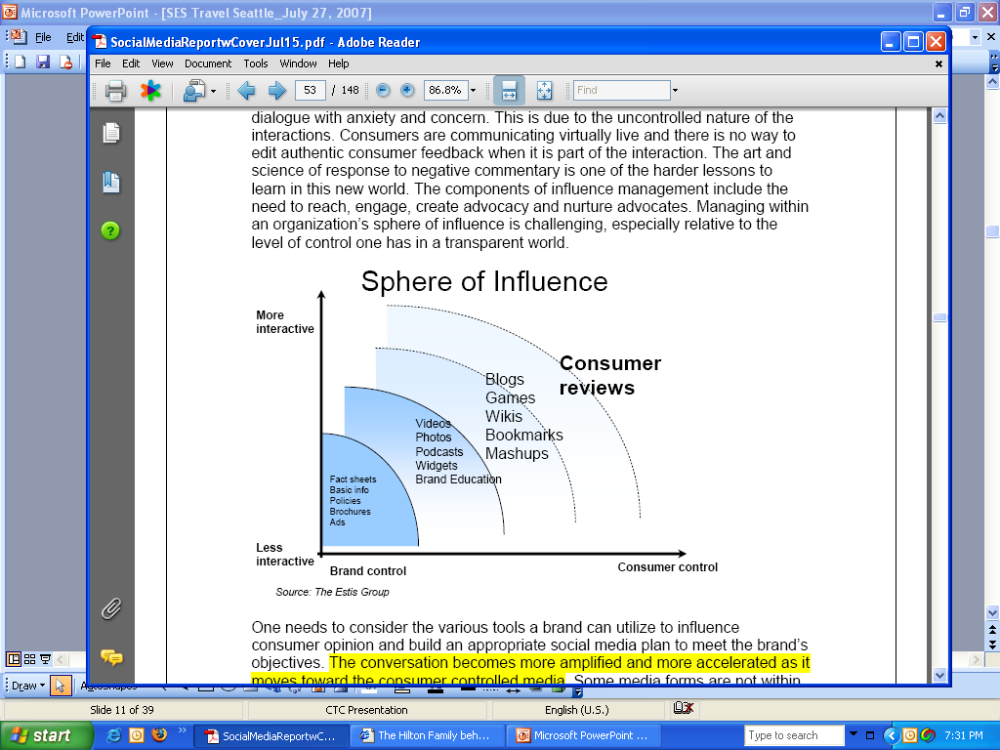 Microsoft PowerPoint - [SES Travel Seattle_July 27, 2007]
File Edit
SocialMediaReportwCoverJul15.pdf - Adobe Reader
File Edit View Document Tools Window Help
53 / 148 86.8% Find
dialogue with anxiety and concern. This is due to the uncontrolled nature of the
interactions. Consumers are communicating virtually live and there is no way to
edit authentic consumer feedback when it is part of the interaction. The art and
science of response to negative commentary is one of the harder lessons to
learn in this new world. The components of influence management include the
need to reach, engage, create advocacy and nurture advocates. Managing within
an organization's sphere of influence is challenging, especially relative to the
level of control one has in a transparent world.
Sphere of Influence
More
interactive
Consumer
reviews
Blogs
Games
Wikis
Bookmarks
Mashups
Videos
Photos
Podcasts
Widgets
Brand Education
Fact sheets
Basic info
Policies
Brochures
Ads
Less
interactive
Brand control
Consumer control
Source: The Estis Group
One needs to consider the various tools a brand can utilize to influence
consumer opinion and build an appropriate social media plan to meet the brand's
objectives. The conversation becomes more amplified and more accelerated as it
moves toward the consumer controlled media. Some media forms are not within
Draw AutoShapes
Slide 11 of 39 CTC Presentation English (U.S.)
start SocialMediaReportwC... The Hilton Family beh... Microsoft PowerPoint ... Type to search 7:31 PM